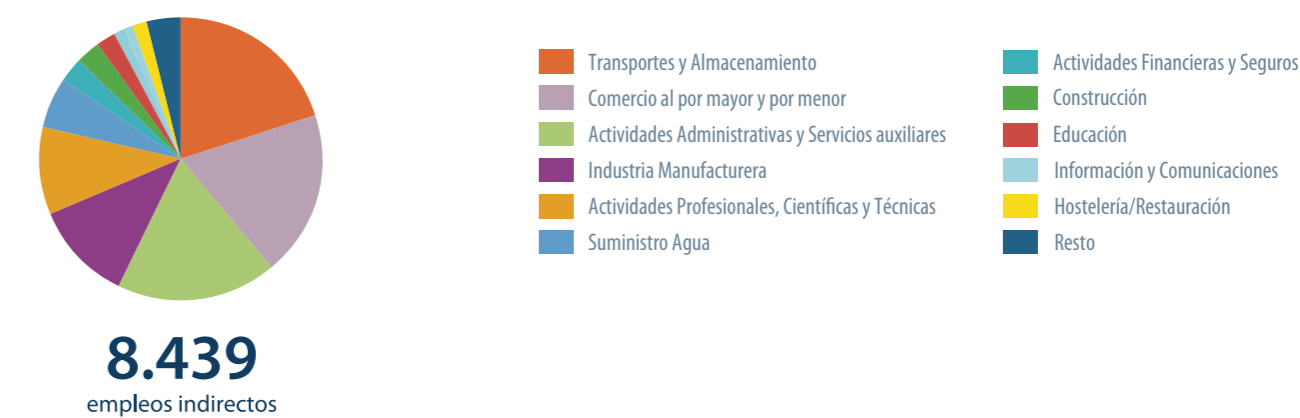 Transportes y Almacenamiento
Comercio al por mayor y por menor
Actividades Administrativas y Servicios auxiliares
Industria Manufacturera
Actividades Profesionales, Científicas y Técnicas
Suministro Agua
Actividades Financieras y Seguros
Construcción
Educación
Información y Comunicaciones
Hostelería/Restauración
Resto
8.439
empleos indirectos